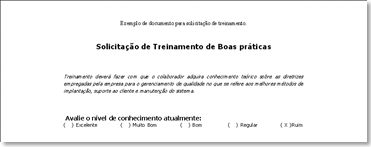 Exemplo de documento para solicitação de treinamento.
Solicitação de Treinamento de Boas práticas
Treinamento deverá fazer com que o colaborador adquira conhecimento teórico sobre as diretrizes
empregadas pela empresa para o gerenciamento de qualidade no que se refere aos melhores métodos de
implantação, suporte ao cliente e manutenção do sistema.
Avalie o nível de conhecimento atualmente:
( ) Excelente ( ) Muito Bom ( ) Bom ( ) Regular ( X )Ruim